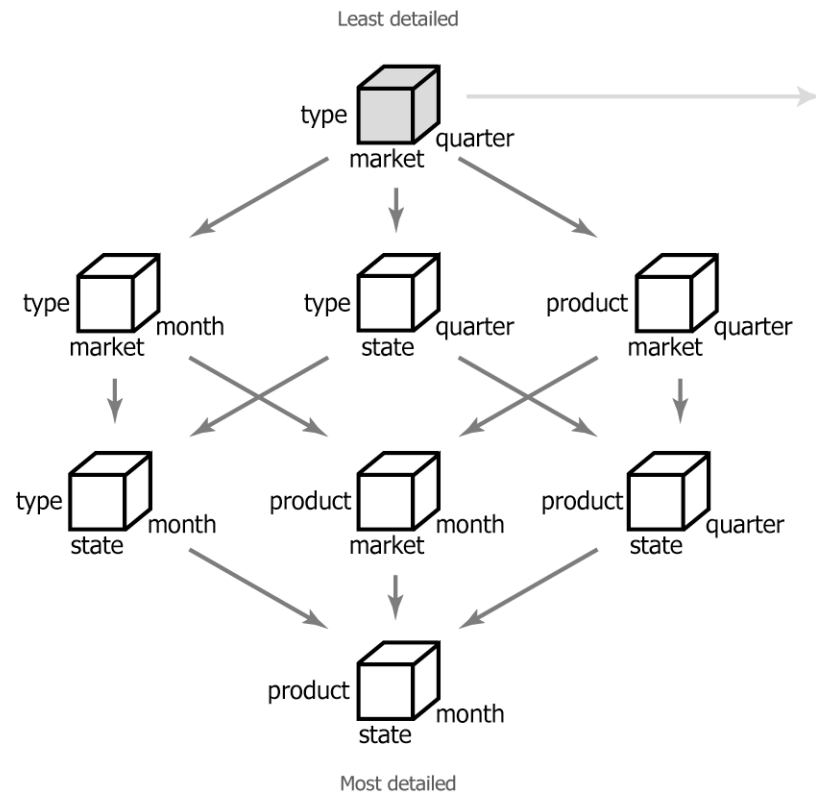 Least detailed
type
quarter
market
type
month
market
type
quarter
state
product
quarter
market
type
month
state
product
month
market
product
quarter
state
product
month
state
Most detailed